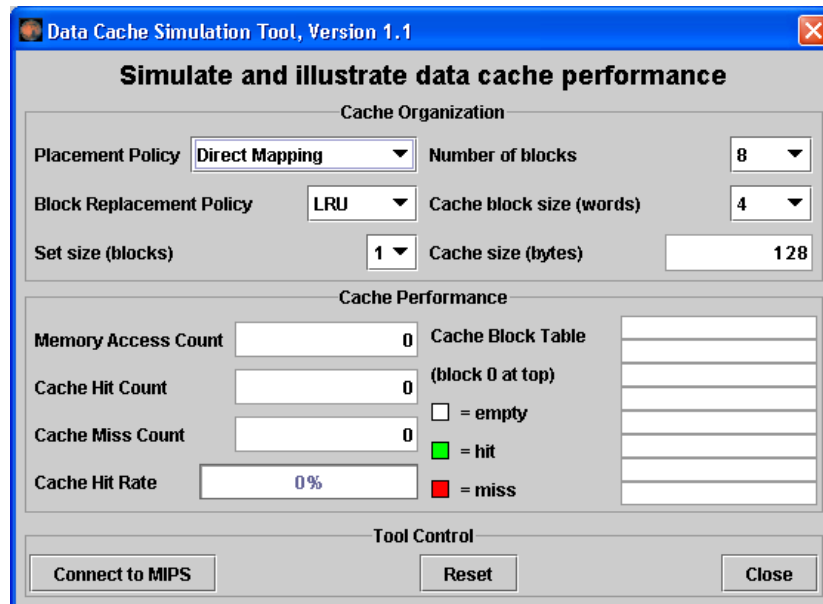 Data Cache Simulation Tool, Version 1.1
Simulate and illustrate data cache performance
Cache Organization
Placement Policy Direct Mapping Number of blocks 8
Block Replacement Policy LRU Cache block size (words) 4
Set size (blocks) 1 Cache size (bytes) 128
Cache Performance
Memory Access Count 0 Cache Block Table
(block 0 at top)
Cache Hit Count 0
= empty
Cache Miss Count 0
= hit
Cache Hit Rate 0%
= miss
Tool Control
Connect to MIPS Reset Close